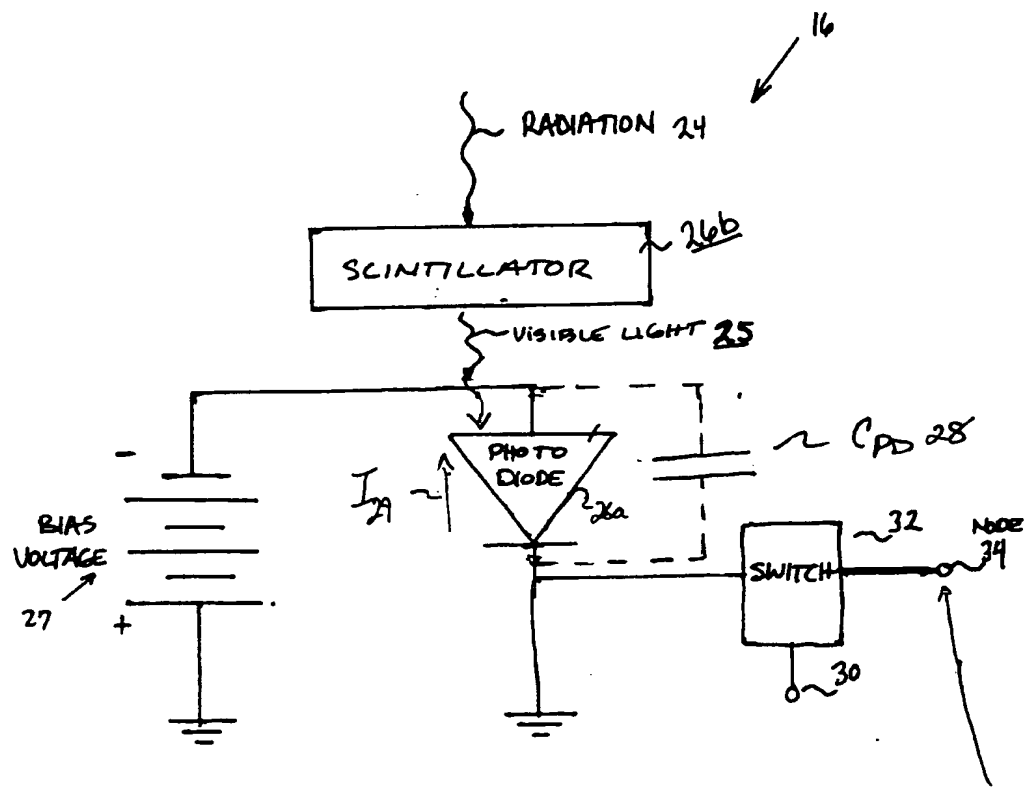 16
RADIATION 24
26b
SCINTILLATOR
VISIBLE LIGHT 25
-
PHOTO
DIODE
CPD 28
I29
26a
BIAS
VOLTAGE
27
+
32
NODE
34
SWITCH
30